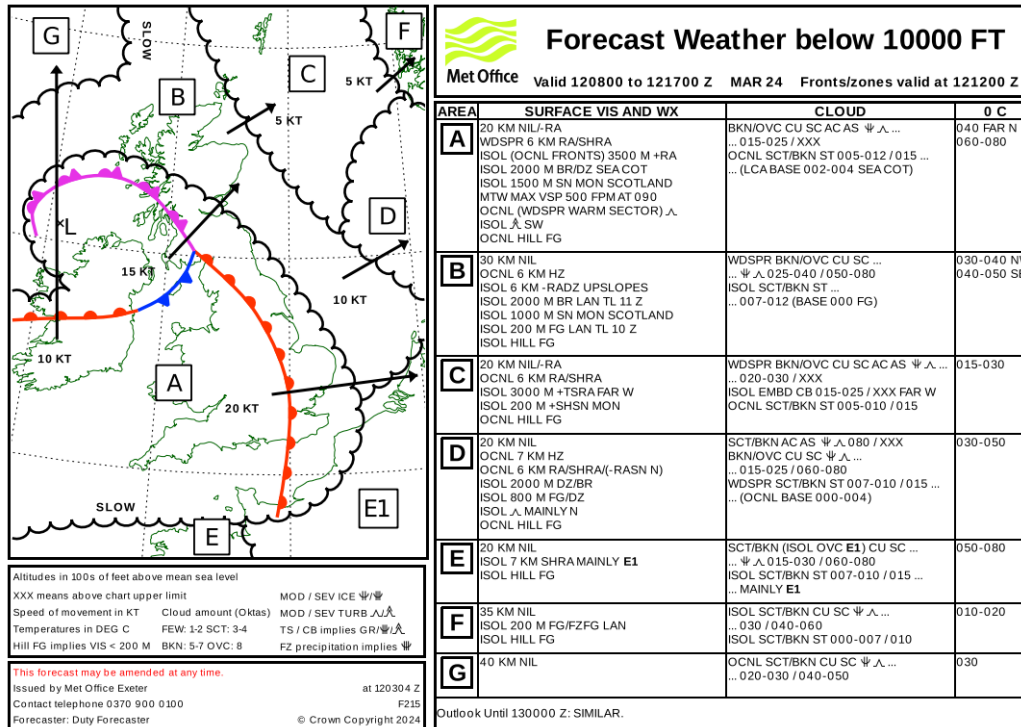 G
SLOW
F
C
5 KT
B
5 KT
D
L
15 KT
10 KT
10 KT
A
20 KT
SLOW
E1
E
Altitudes in 100s of feet above mean sea level
XXX means above chart upper limit MOD / SEV ICE /
Speed of movement in KT Cloud amount (Oktas) MOD / SEV TURB /
Temperatures in DEG C FEW: 1-2 SCT: 3-4 TS / CB implies GR/ /
Hill FG implies VIS < 200 M BKN: 5-7 OVC: 8 FZ precipitation implies
This forecast may be amended at any time.
Issued by Met Office Exeter at 120304 Z
Contact telephone 0370 900 0100 F215
Forecaster: Duty Forecaster © Crown Copyright 2024
Met Office
Forecast Weather below 10000 FT
Valid 120800 to 121700 Z MAR 24 Fronts/zones valid at 121200 Z
AREA SURFACE VIS AND WX CLOUD 0 C
A
20 KM NIL/-RA
WDSPR 6 KM RA/SHRA
ISOL (OCNL FRONTS) 3500 M +RA
ISOL 2000 M BR/DZ SEA COT
ISOL 1500 M SN MON SCOTLAND
MTW MAX VSP 500 FPM AT 090
OCNL (WDSPR WARM SECTOR)
ISOL SW
OCNL HILL FG
BKN/OVC CU SC AC AS ...
... 015-025 / XXX
OCNL SCT/BKN ST 005-012 / 015 ...
... (LCA BASE 002-004 SEA COT)
040 FAR N
060-080
B
30 KM NIL
OCNL 6 KM HZ
ISOL 6 KM -RADZ UPSLOPES
ISOL 2000 M BR LAN TL 11 Z
ISOL 1000 M SN MON SCOTLAND
ISOL 200 M FG LAN TL 10 Z
ISOL HILL FG
WDSPR BKN/OVC CU SC ...
... 025-040 / 050-080
ISOL SCT/BKN ST ...
... 007-012 (BASE 000 FG)
030-040
040-050
C
20 KM NIL/-RA
OCNL 6 KM RA/SHRA
ISOL 3000 M +TSRA FAR W
ISOL 200 M +SHSN MON
OCNL HILL FG
WDSPR BKN/OVC CU SC AC AS ...
... 020-030 / XXX
ISOL EMBD CB 015-025 / XXX FAR W
OCNL SCT/BKN ST 005-010 / 015
015-030
D
20 KM NIL
OCNL 7 KM HZ
OCNL 6 KM RA/SHRA/(-RASN N)
ISOL 2000 M DZ/BR
ISOL 800 M FG/DZ
ISOL MAINLY N
OCNL HILL FG
SCT/BKN AC AS 080 / XXX
BKN/OVC CU SC ...
... 015-025 / 060-080
WDSPR SCT/BKN ST 007-010 / 015 ...
... (OCNL BASE 000-004)
030-050
E
20 KM NIL
ISOL 7 KM SHRA MAINLY E1
ISOL HILL FG
SCT/BKN (ISOL OVC E1) CU SC ...
... 015-030 / 060-080
ISOL SCT/BKN ST 007-010 / 015 ...
... MAINLY E1
050-080
F
35 KM NIL
ISOL 200 M FG/FZFG LAN
ISOL HILL FG
ISOL SCT/BKN CU SC ...
... 030 / 040-060
ISOL SCT/BKN ST 000-007 / 010
010-020
G
40 KM NIL
OCNL SCT/BKN CU SC ...
... 020-030 / 040-050
030
Outlook Until 130000 Z: SIMILAR.